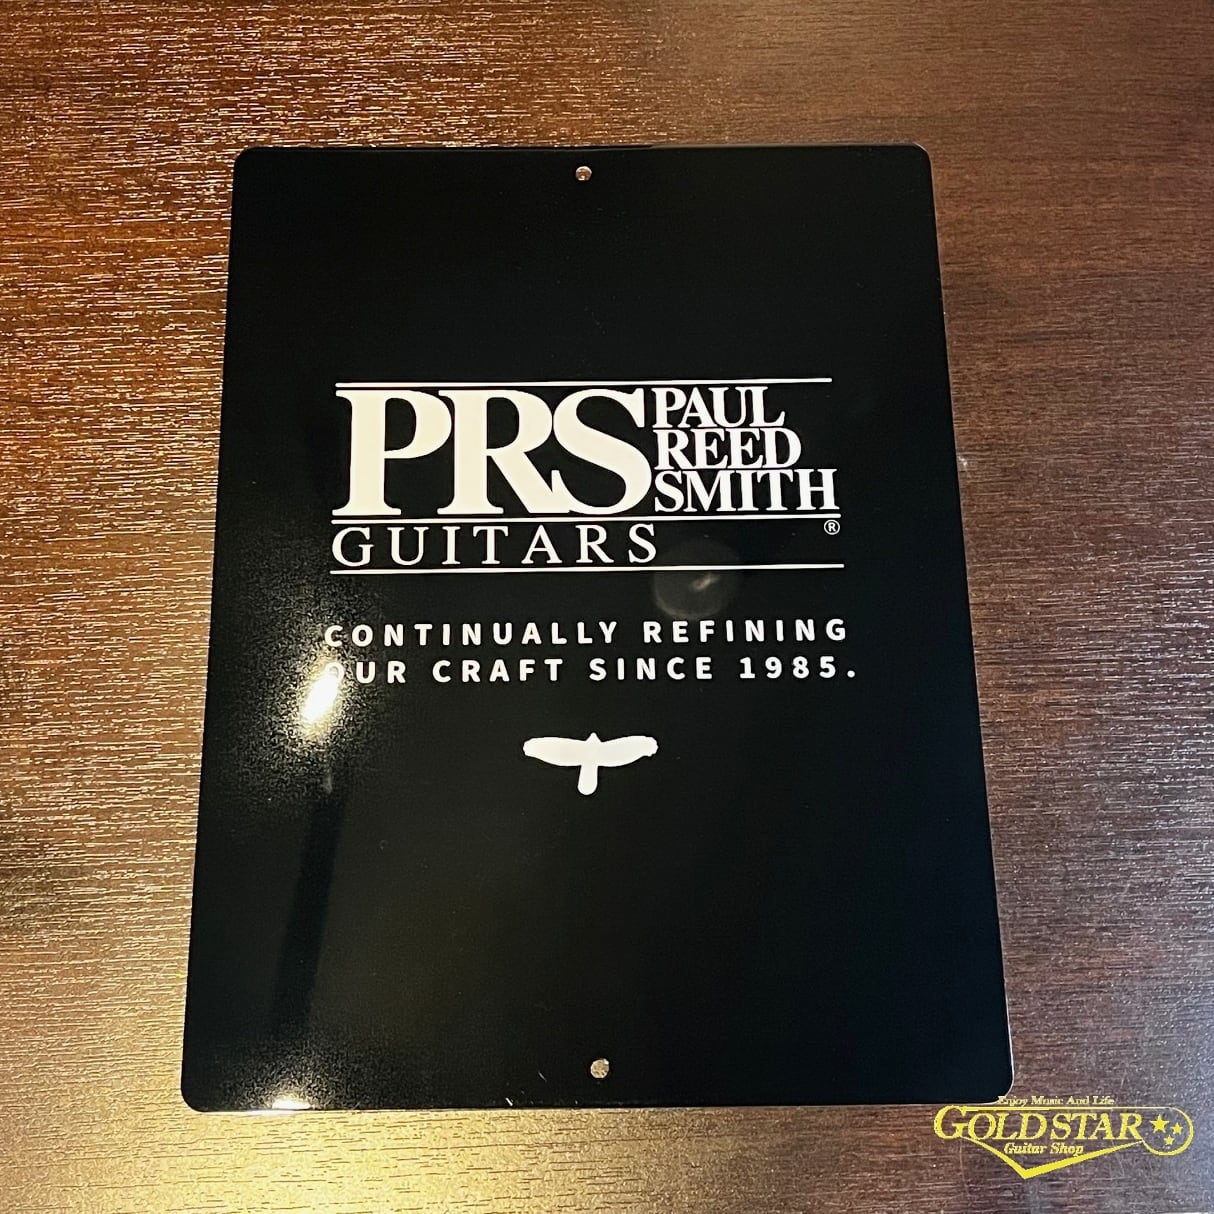 PRS PAUL
REED
SMITH
®
GUITARS
CONTINUALLY REFINING
OUR CRAFT SINCE 1985.
Enjoy Music And Life
GOLDSTAR
Guitar Shop